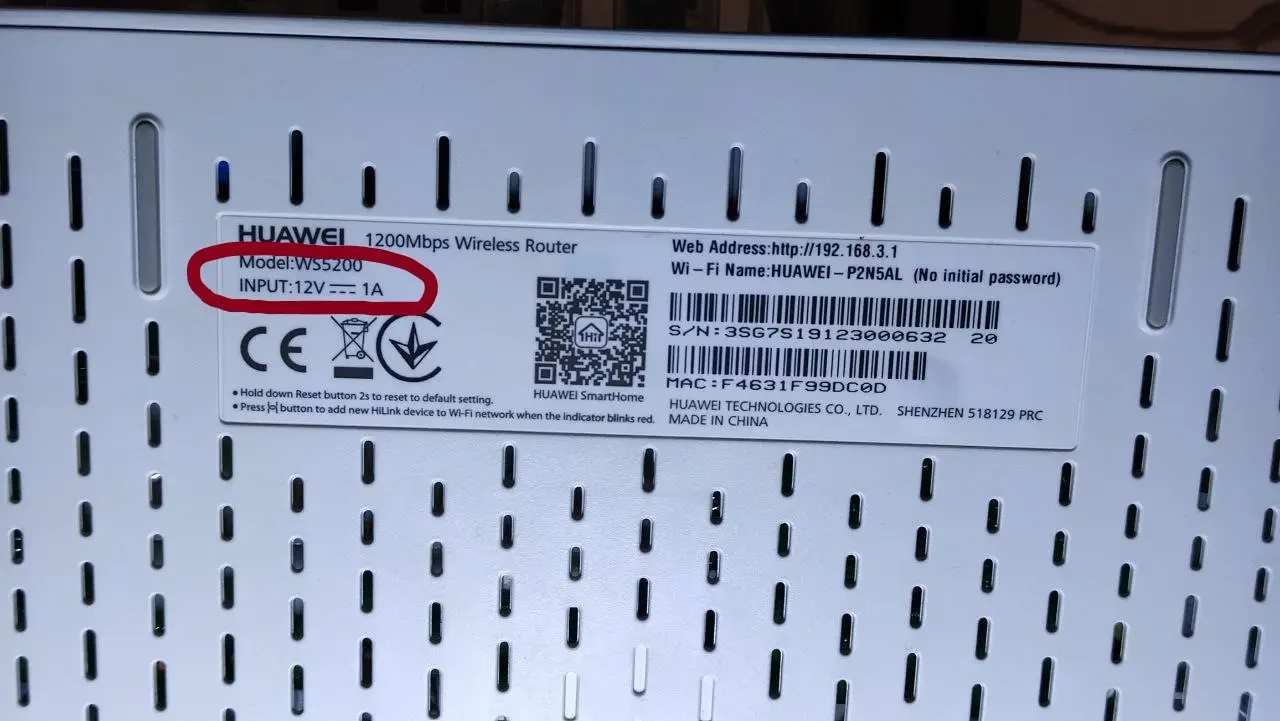 HUAWEI 1200Mbps Wireless Router
Model:WS5200
INPUT:12V ⎓ 1A
CE
• Hold down Reset button 2s to reset to default setting.
• Press |H| button to add new HiLink device to Wi-Fi network when the indicator blinks red.
HiLink
HUAWEI SmartHome
Web Address:http://192.168.3.1
Wi-Fi Name:HUAWEI-P2N5AL (No initial password)
S/N:3SG7S19123000632 20
MAC:F4631F99DC0D
HUAWEI TECHNOLOGIES CO., LTD. SHENZHEN 518129 PRC
MADE IN CHINA